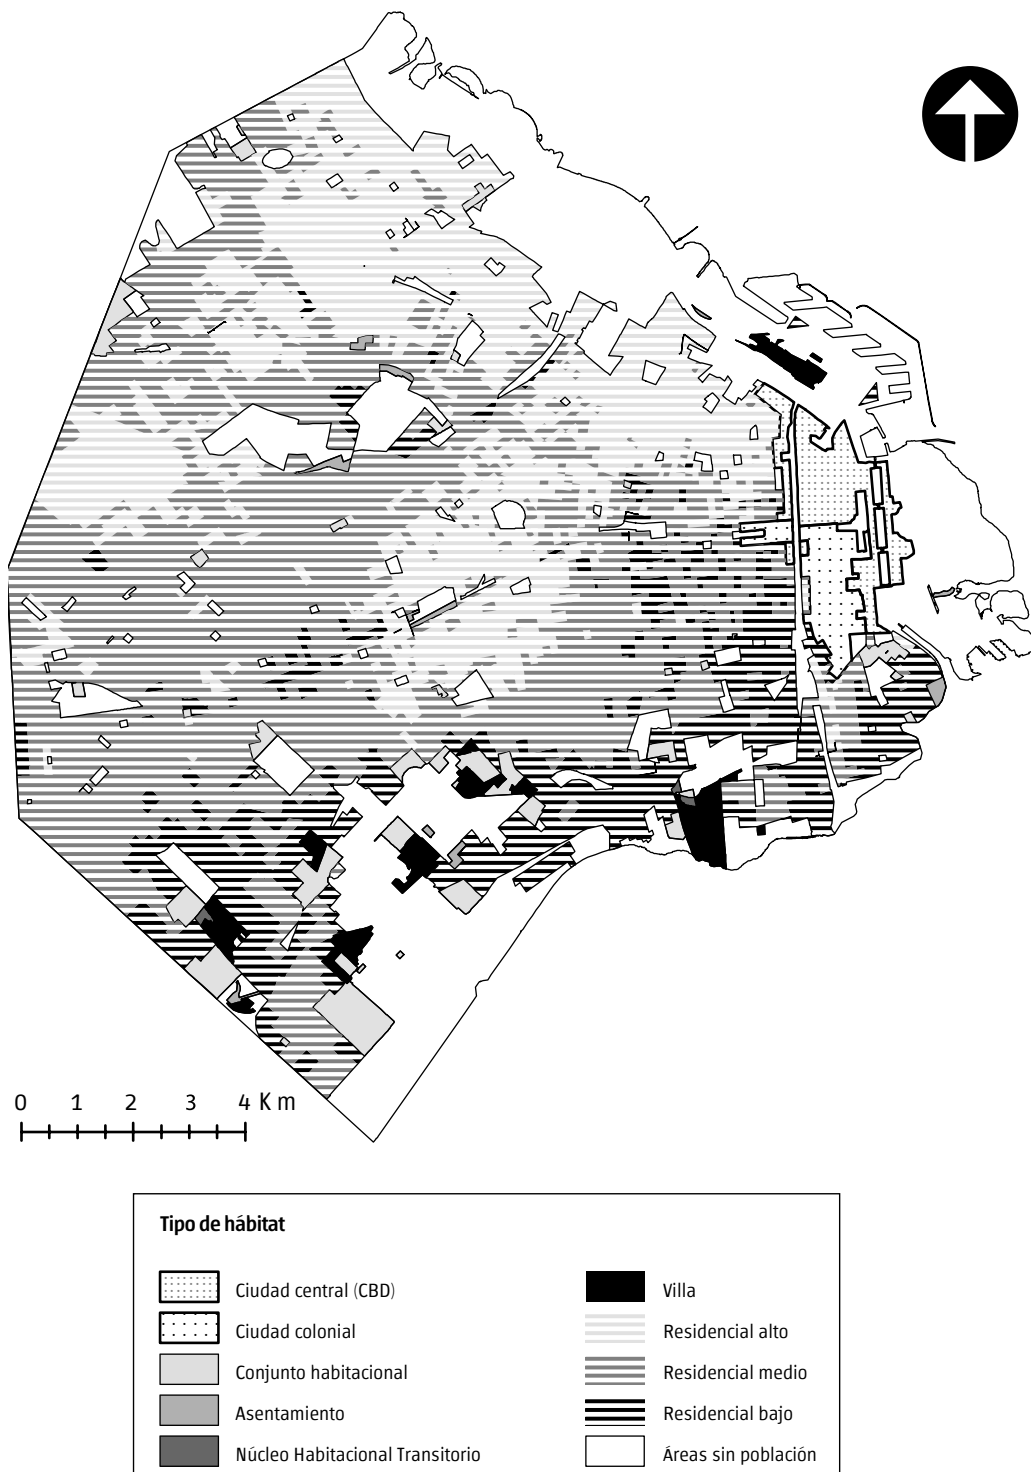 0 1 2 3 4 K m
Tipo de hábitat
Ciudad central (CBD)
Ciudad colonial
Conjunto habitacional
Asentamiento
Núcleo Habitacional Transitorio
Villa
Residencial alto
Residencial medio
Residencial bajo
Áreas sin población